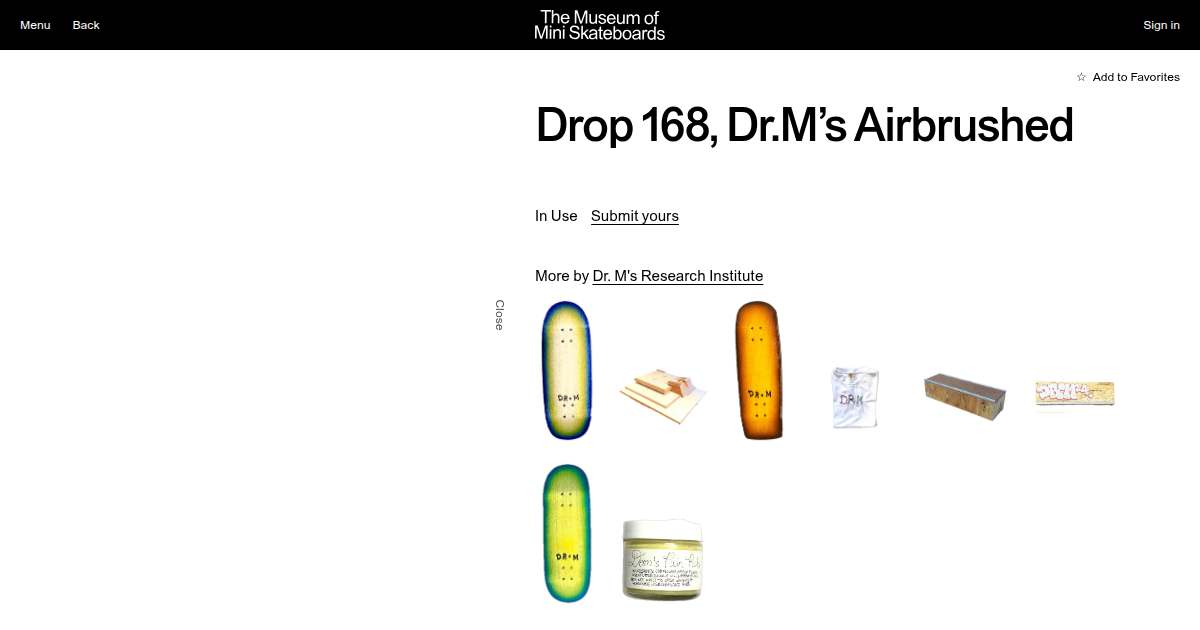 Menu
Back
The Museum of
Mini Skateboards
Sign in
☆ Add to Favorites
Drop 168, Dr.M’s Airbrushed
In Use Submit yours
More by Dr. M's Research Institute
Close
DR•M
DR•M
DR M
DR•M